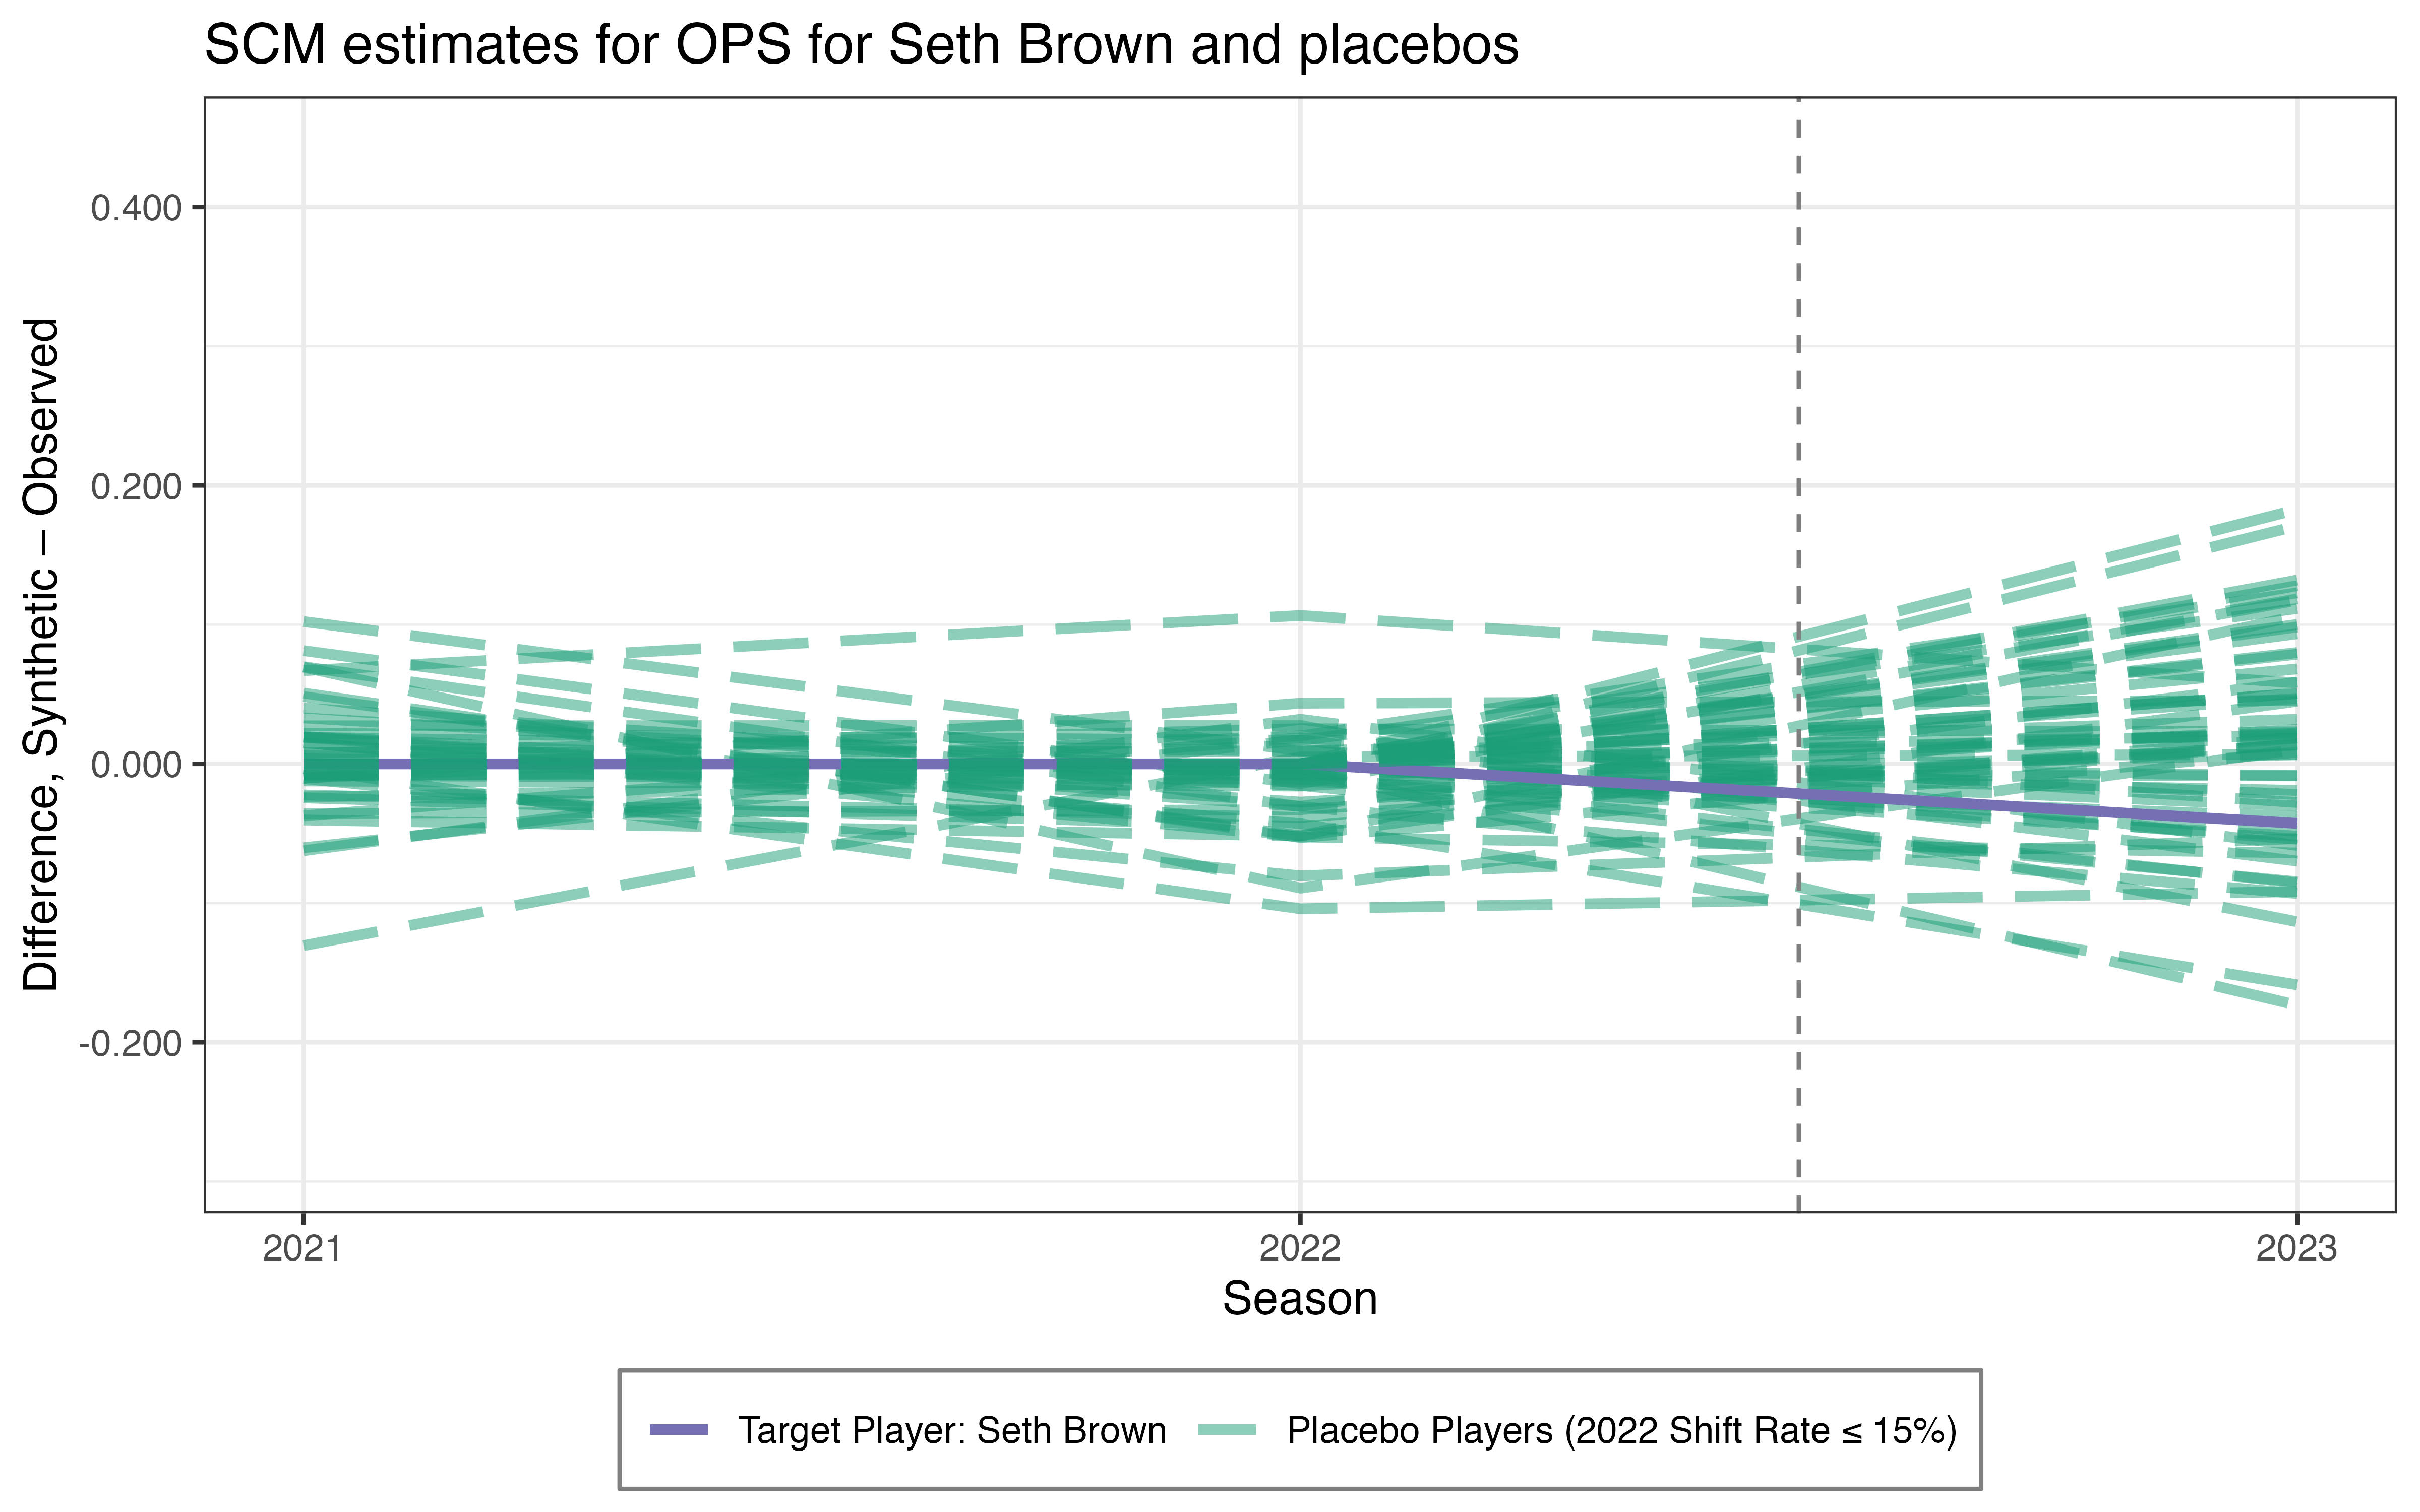 SCM estimates for OPS for Seth Brown and placebos
Difference, Synthetic – Observed
0.400
0.200
0.000
-0.200
2021
2022
2023
Season
Target Player: Seth Brown
Placebo Players (2022 Shift Rate ≤ 15%)